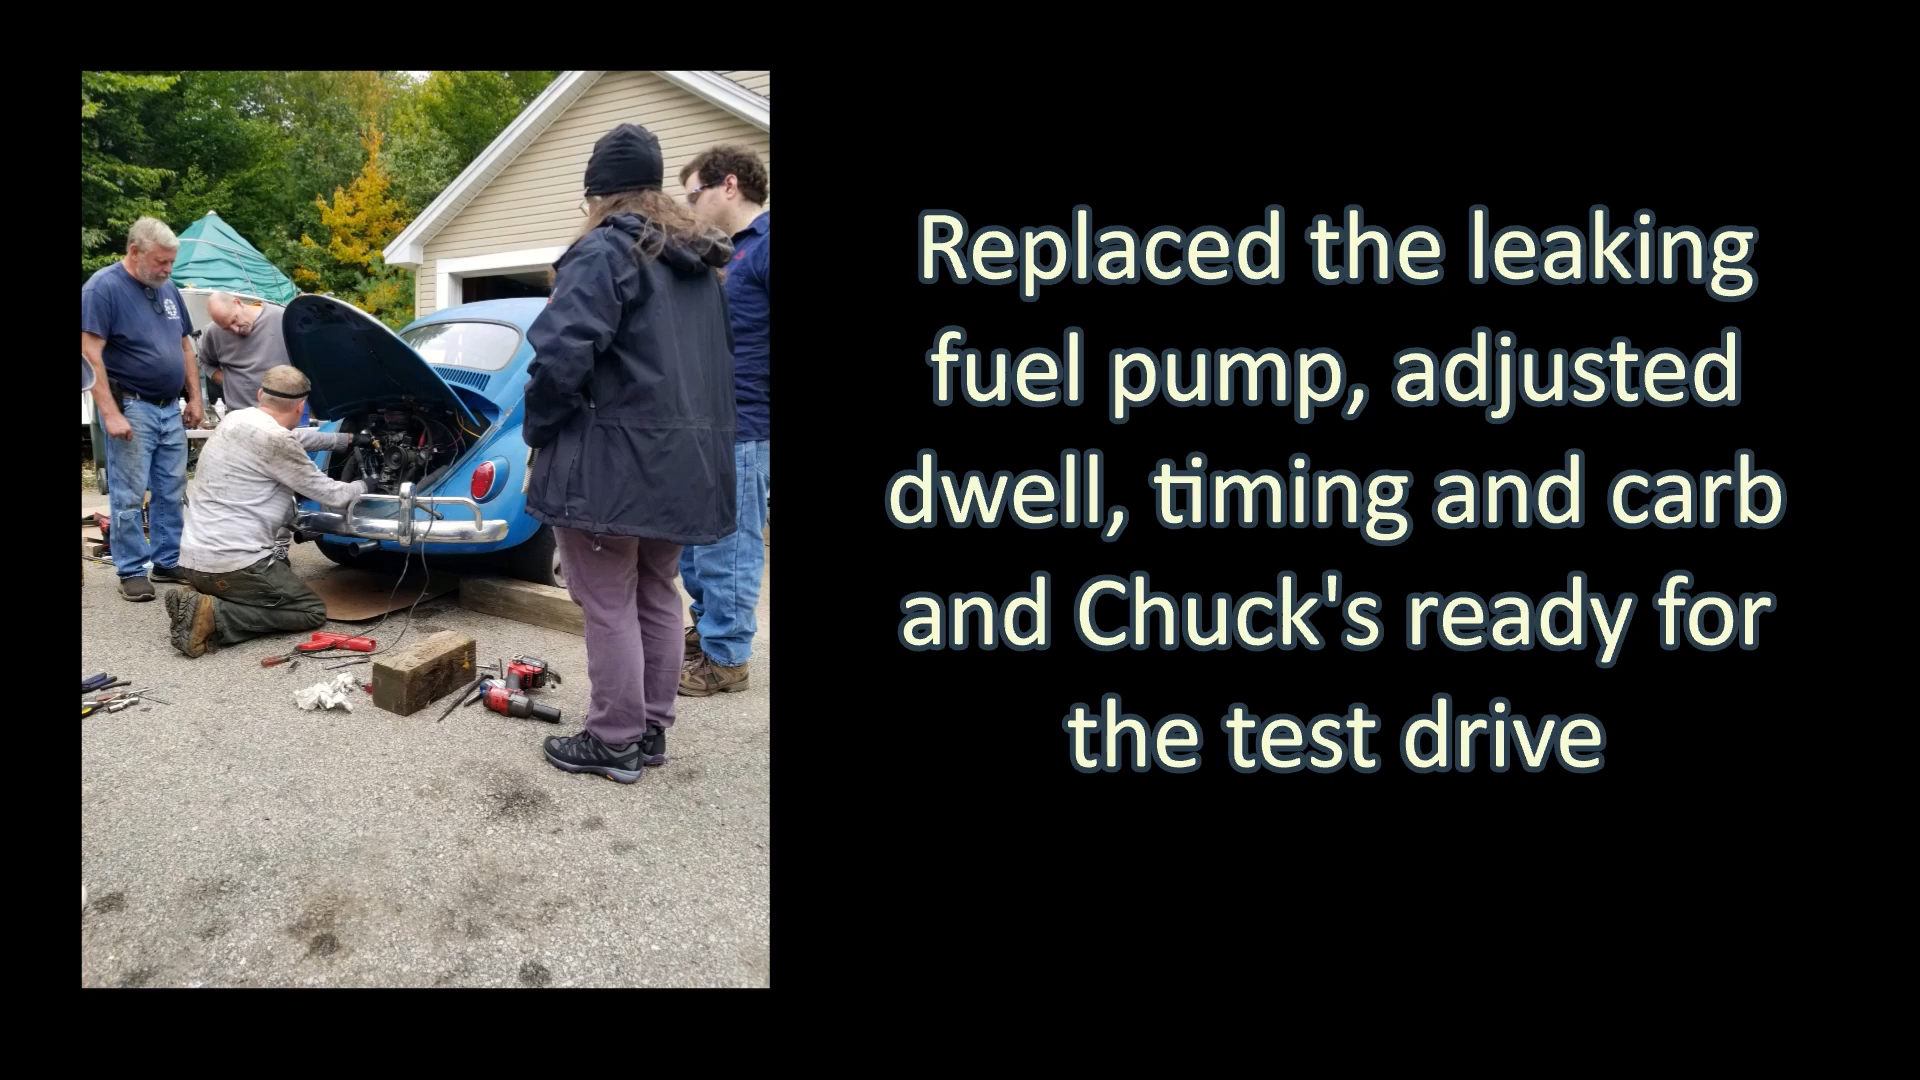 Replaced the leaking
fuel pump, adjusted
dwell, timing and carb
and Chuck's ready for
the test drive